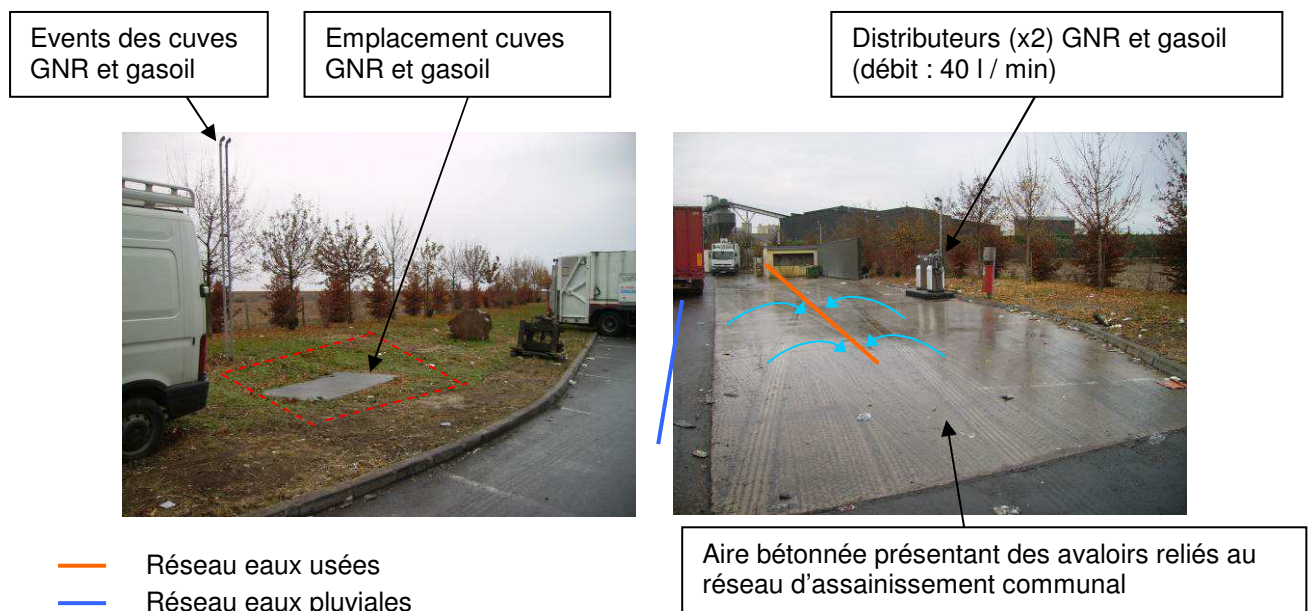 Events des cuves
GNR et gasoil
Emplacement cuves
GNR et gasoil
Distributeurs (x2) GNR et gasoil
(débit : 40 l / min)
Aire bétonnée présentant des avaloirs reliés au
réseau d'assainissement communal
Réseau eaux usées
Réseau eaux pluviales